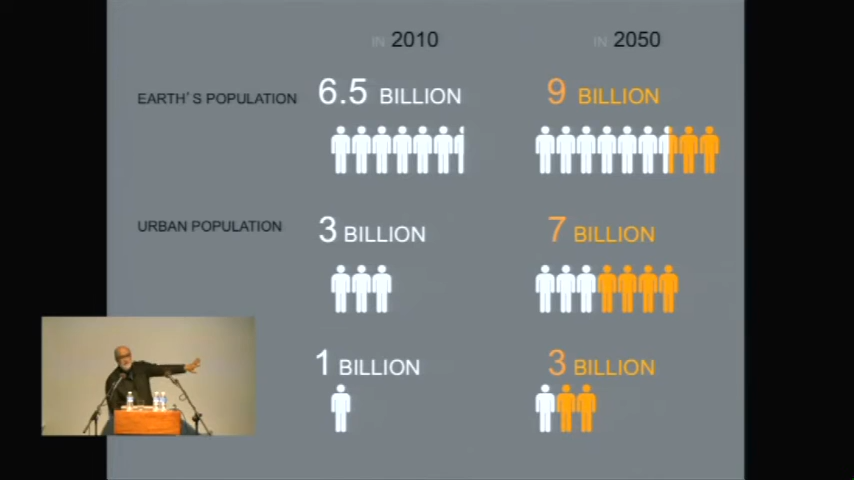 IN 2010
IN 2050
EARTH'S POPULATION
6.5 BILLION
9 BILLION
URBAN POPULATION
3 BILLION
7 BILLION
1 BILLION
3 BILLION